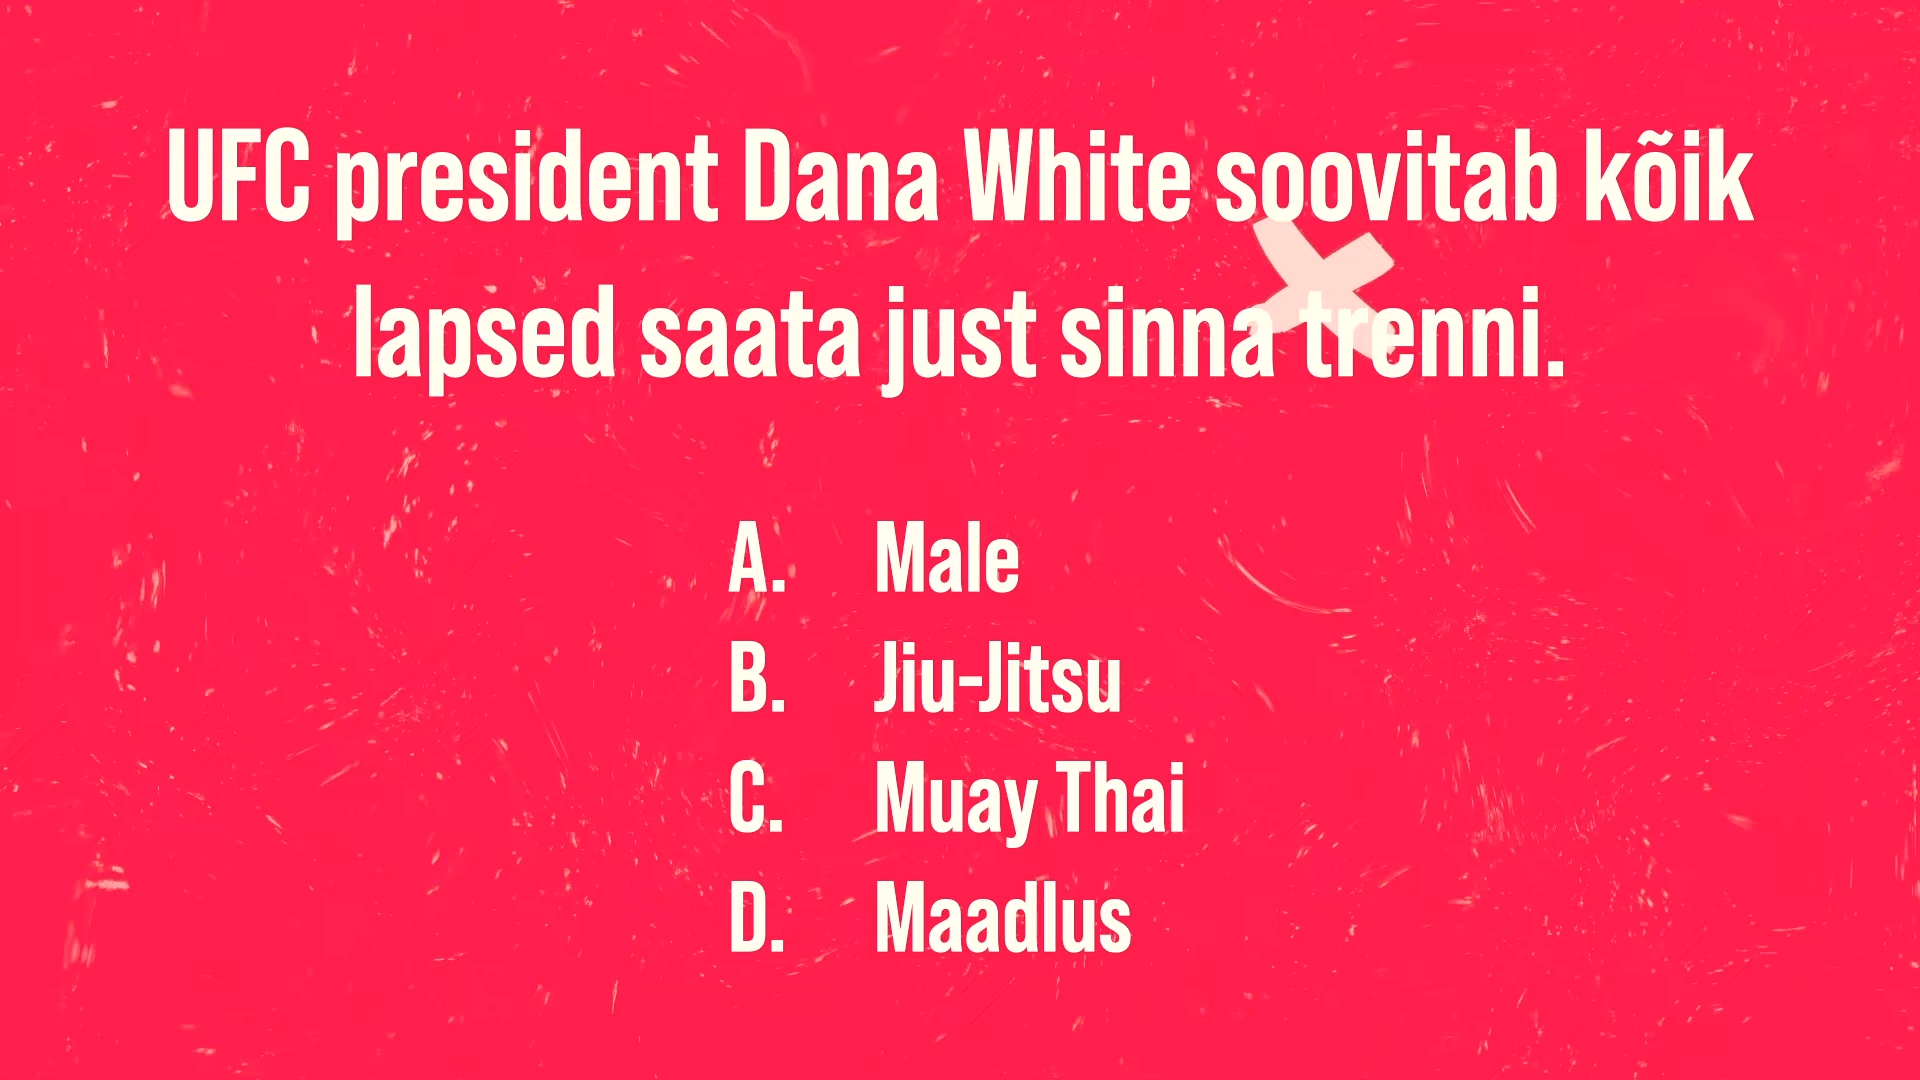 UFC president Dana White soovitab kõik
lapsed saata just sinna trenni.
A. Male
B. Jiu-Jitsu
C. Muay Thai
D. Maadlus